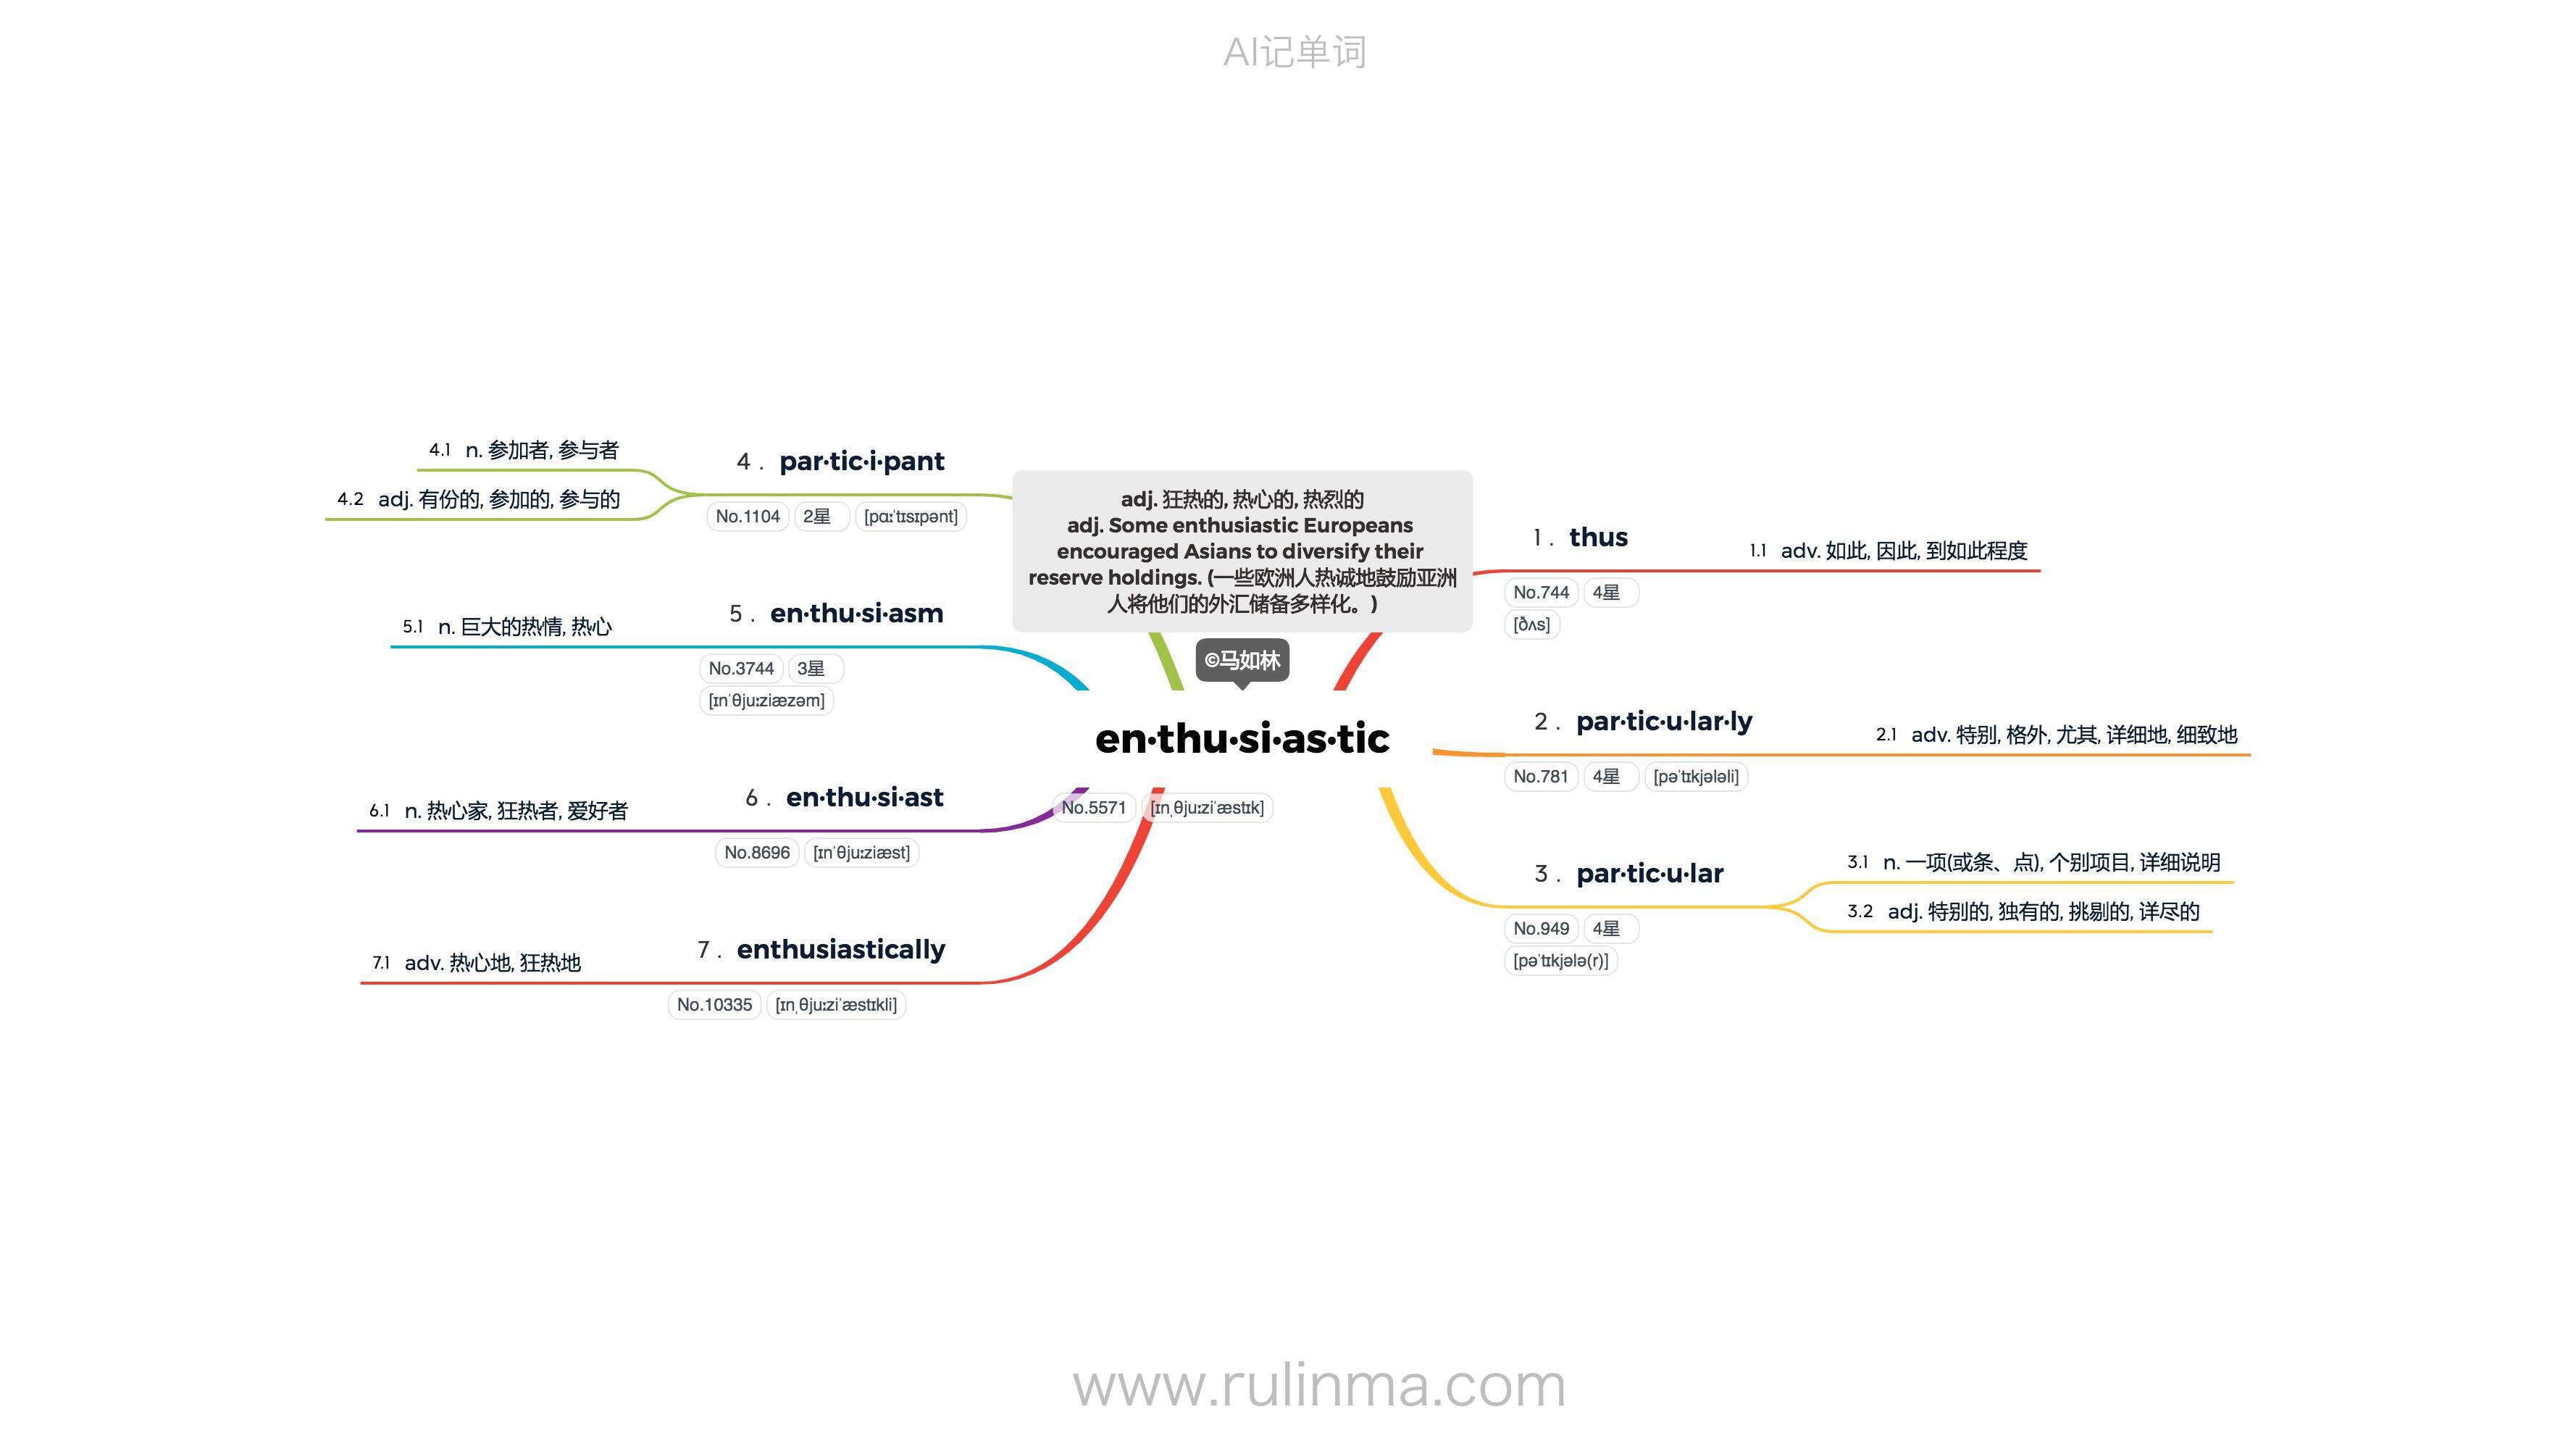 AI记单词
adj. 狂热的, 热心的, 热烈的
adj. Some enthusiastic Europeans
encouraged Asians to diversify their
reserve holdings. (一些欧洲人热诚地鼓励亚洲
人将他们的外汇储备多样化。)
©马如林
en·thu·si·as·tic
No.5571 [ɪnˌθjuːziˈæstɪk]
1. thus
No.744 4星
[ðʌs]
1.1 adv. 如此, 因此, 到如此程度
2. par·tic·u·lar·ly
No.781 4星 [pəˈtɪkjələli]
2.1 adv. 特别, 格外, 尤其, 详细地, 细致地
3. par·tic·u·lar
No.949 4星
[pəˈtɪkjələ(r)]
3.1 n. 一项(或条、点), 个别项目, 详细说明
3.2 adj. 特别的, 独有的, 挑剔的, 详尽的
4. par·tic·i·pant
No.1104 2星 [pɑːˈtɪsɪpənt]
4.1 n. 参加者, 参与者
4.2 adj. 有份的, 参加的, 参与的
5. en·thu·si·asm
No.3744 3星
[ɪnˈθjuːziæzəm]
5.1 n. 巨大的热情, 热心
6. en·thu·si·ast
No.8696 [ɪnˈθjuːziæst]
6.1 n. 热心家, 狂热者, 爱好者
7. enthusiastically
No.10335 [ɪnˌθjuːziˈæstɪkli]
7.1 adv. 热心地, 狂热地
www.rulinma.com